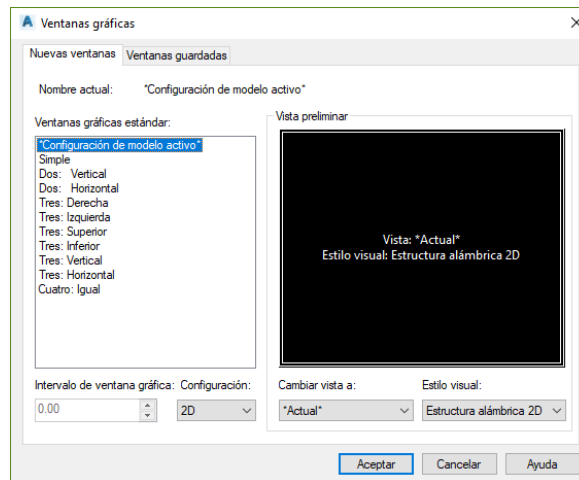 Ventanas gráficas
Nuevas ventanas
Ventanas guardadas
Nombre actual: *Configuración de modelo activo*
Ventanas gráficas estándar:
*Configuración de modelo activo*
Simple
Dos: Vertical
Dos: Horizontal
Tres: Derecha
Tres: Izquierda
Tres: Superior
Tres: Inferior
Tres: Vertical
Tres: Horizontal
Cuatro: Igual
Vista preliminar
Vista: *Actual*
Estilo visual: Estructura alámbrica 2D
Intervalo de ventana gráfica:
0.00
Configuración:
2D
Cambiar vista a:
*Actual*
Estilo visual:
Estructura alámbrica 2D
Aceptar
Cancelar
Ayuda